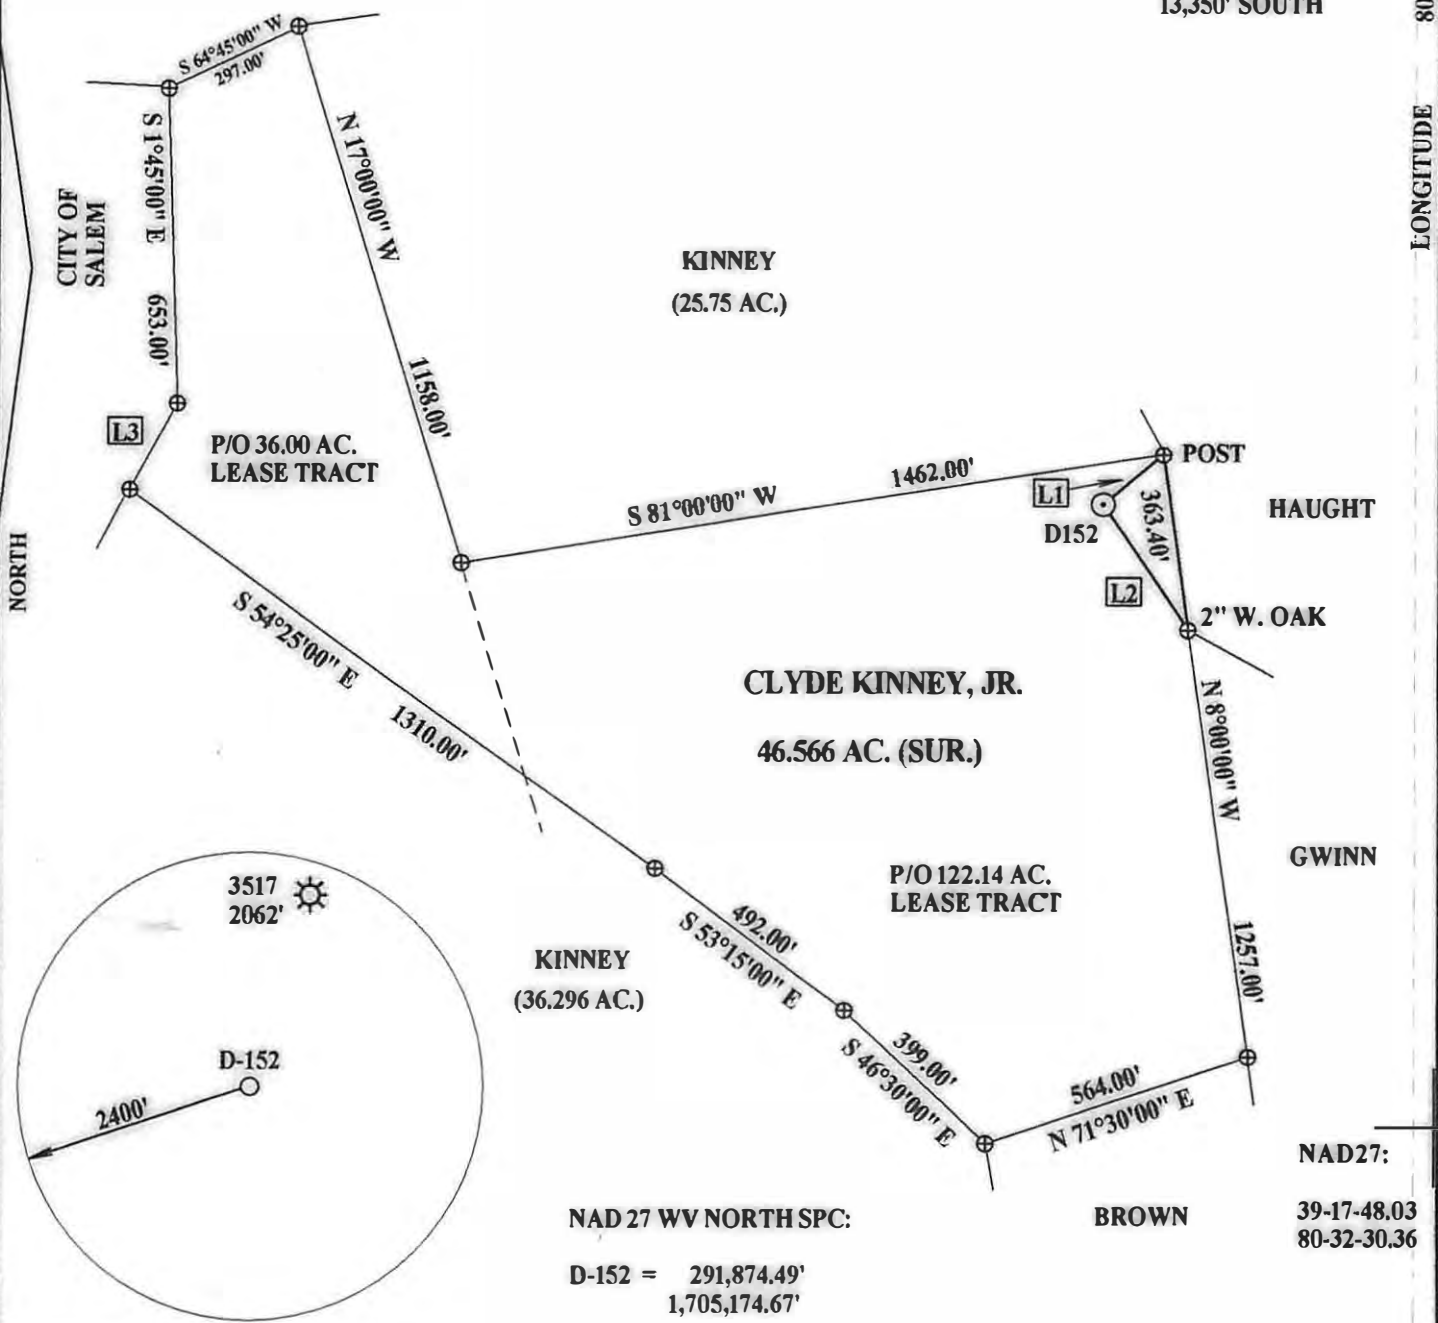 13,350' SOUTH
80
LONGITUDE
S 64°45'00" W
297.00'
S 1°45'00" E
653.00'
CITY OF
SALEM
N 17°00'00" W
1158.00'
KINNEY
(25.75 AC.)
L3
P/O 36.00 AC.
LEASE TRACT
NORTH
S 81°00'00" W
1462.00'
POST
L1
363.40'
D152
HAUGHT
L2
2" W. OAK
S 54°25'00" E
1310.00'
CLYDE KINNEY, JR.
46.566 AC. (SUR.)
N 8°00'00" W
1257.00'
GWINN
P/O 122.14 AC.
LEASE TRACT
3517
2062'
492.00'
S 53°15'00" E
KINNEY
(36.296 AC.)
399.00'
S 46°30'00" E
D-152
2400'
564.00'
N 71°30'00" E
BROWN
NAD27:
39-17-48.03
80-32-30.36
NAD 27 WV NORTH SPC:
D-152 = 291,874.49'
1,705,174.67'